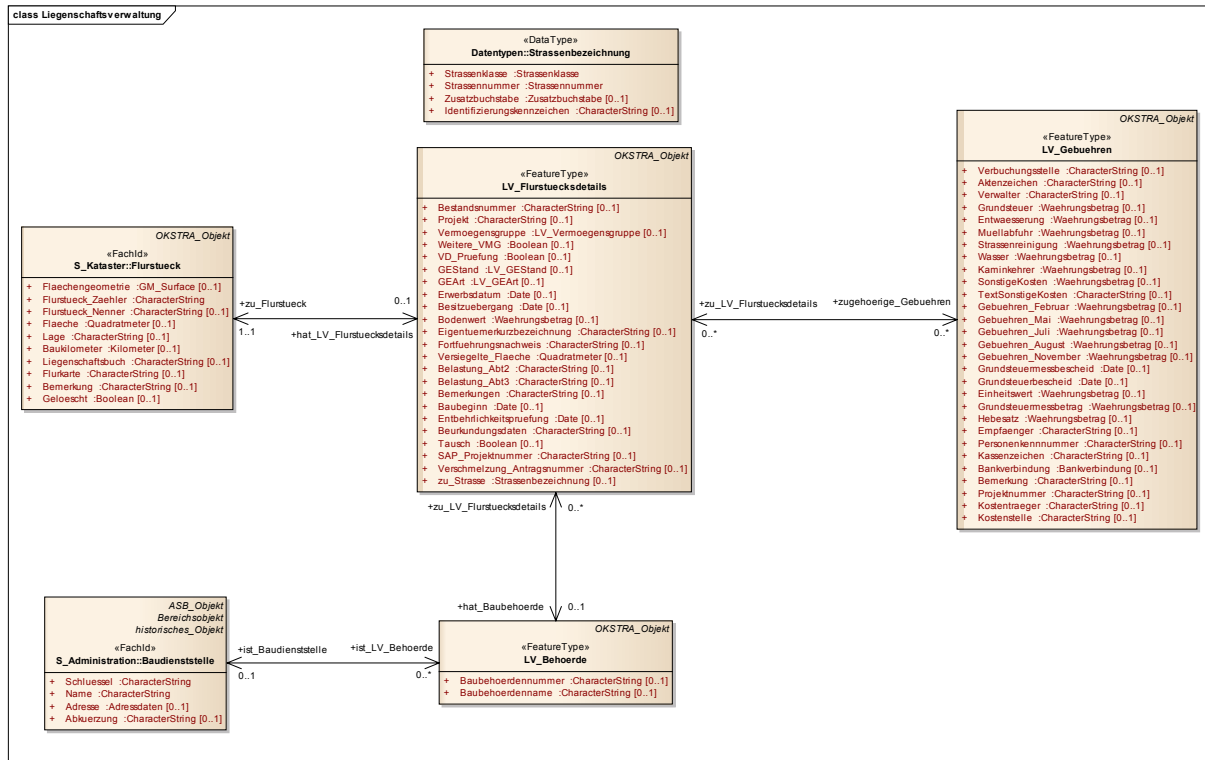 class Liegenschaftsverwaltung
«DataType»
Datentypen::Strassenbezeichnung
+ Strassenklasse :Strassenklasse
+ Strassennummer :Strassennummer
+ Zusatzbuchstabe :Zusatzbuchstabe [0..1]
+ Identifizierungskennzeichen :CharacterString [0..1]
OKSTRA_Objekt
«FeatureType»
LV_Gebuehren
+ Verbuchungsstelle :CharacterString [0..1]
+ Aktenzeichen :CharacterString [0..1]
+ Verwalter :CharacterString [0..1]
+ Grundsteuer :Waehrungsbetrag [0..1]
+ Entwaesserung :Waehrungsbetrag [0..1]
+ Muellabfuhr :Waehrungsbetrag [0..1]
+ Strassenreinigung :Waehrungsbetrag [0..1]
+ Wasser :Waehrungsbetrag [0..1]
+ Kaminkehrer :Waehrungsbetrag [0..1]
+ SonstigeKosten :Waehrungsbetrag [0..1]
+ TextSonstigeKosten :CharacterString [0..1]
+ Gebuehren_Februar :Waehrungsbetrag [0..1]
+ Gebuehren_Mai :Waehrungsbetrag [0..1]
+ Gebuehren_Juli :Waehrungsbetrag [0..1]
+ Gebuehren_August :Waehrungsbetrag [0..1]
+ Gebuehren_November :Waehrungsbetrag [0..1]
+ Grundsteuermessbescheid :Date [0..1]
+ Grundsteuerbescheid :Date [0..1]
+ Einheitswert :Waehrungsbetrag [0..1]
+ Grundsteuermessbetrag :Waehrungsbetrag [0..1]
+ Hebesatz :Waehrungsbetrag [0..1]
+ Empfaenger :CharacterString [0..1]
+ Personenkennnummer :CharacterString [0..1]
+ Kassenzeichen :CharacterString [0..1]
+ Bankverbindung :Bankverbindung [0..1]
+ Bemerkung :CharacterString [0..1]
+ Projektnummer :CharacterString [0..1]
+ Kostentraeger :CharacterString [0..1]
+ Kostenstelle :CharacterString [0..1]
OKSTRA_Objekt
«FeatureType»
LV_Flurstuecksdetails
+ Bestandsnummer :CharacterString [0..1]
+ Projekt :CharacterString [0..1]
+ Vermoegensgruppe :LV_Vermoegensgruppe [0..1]
+ Weitere_VMG :Boolean [0..1]
+ VD_Pruefung :Boolean [0..1]
+ GEStand :LV_GEStand [0..1]
+ GEArt :LV_GEArt [0..1]
+ Erwerbsdatum :Date [0..1]
+ Besitzuebergang :Date [0..1]
+ Bodenwert :Waehrungsbetrag [0..1]
+ Eigentuemerkurzbezeichnung :CharacterString [0..1]
+ Fortfuehrungsnachweis :CharacterString [0..1]
+ Versiegelte_Flaeche :Quadratmeter [0..1]
+ Belastung_Abt2 :CharacterString [0..1]
+ Belastung_Abt3 :CharacterString [0..1]
+ Bemerkungen :CharacterString [0..1]
+ Baubeginn :Date [0..1]
+ Entbehrlichkeitspruefung :Date [0..1]
+ Beurkundungsdaten :CharacterString [0..1]
+ Tausch :Boolean [0..1]
+ SAP_Projektnummer :CharacterString [0..1]
+ Verschmelzung_Antragsnummer :CharacterString [0..1]
+ zu_Strasse :Strassenbezeichnung [0..1]
OKSTRA_Objekt
«FachId»
S_Kataster::Flurstueck
+ Flaechengeometrie :GM_Surface [0..1]
+ Flurstueck_Zaehler :CharacterString
+ Flurstueck_Nenner :CharacterString [0..1]
+ Flaeche :Quadratmeter [0..1]
+ Lage :CharacterString [0..1]
+ Baukilometer :Kilometer [0..1]
+ Liegenschaftsbuch :CharacterString [0..1]
+ Flurkarte :CharacterString [0..1]
+ Bemerkung :CharacterString [0..1]
+ Geloescht :Boolean [0..1]
+zu_Flurstueck
0..1
1..1
+hat_LV_Flurstuecksdetails
+zu_LV_Flurstuecksdetails
+zugehoerige_Gebuehren
0..*
0..*
+zu_LV_Flurstuecksdetails
0..*
+hat_Baubehoerde
0..1
ASB_Objekt
Bereichsobjekt
historisches_Objekt
«FachId»
S_Administration::Baudienststelle
+ Schluessel :CharacterString
+ Name :CharacterString
+ Adresse :Adressdaten [0..1]
+ Abkuerzung :CharacterString [0..1]
+ist_Baudienststelle
+ist_LV_Behoerde
0..1
0..*
OKSTRA_Objekt
«FeatureType»
LV_Behoerde
+ Baubehoerdennummer :CharacterString [0..1]
+ Baubehoerdenname :CharacterString [0..1]